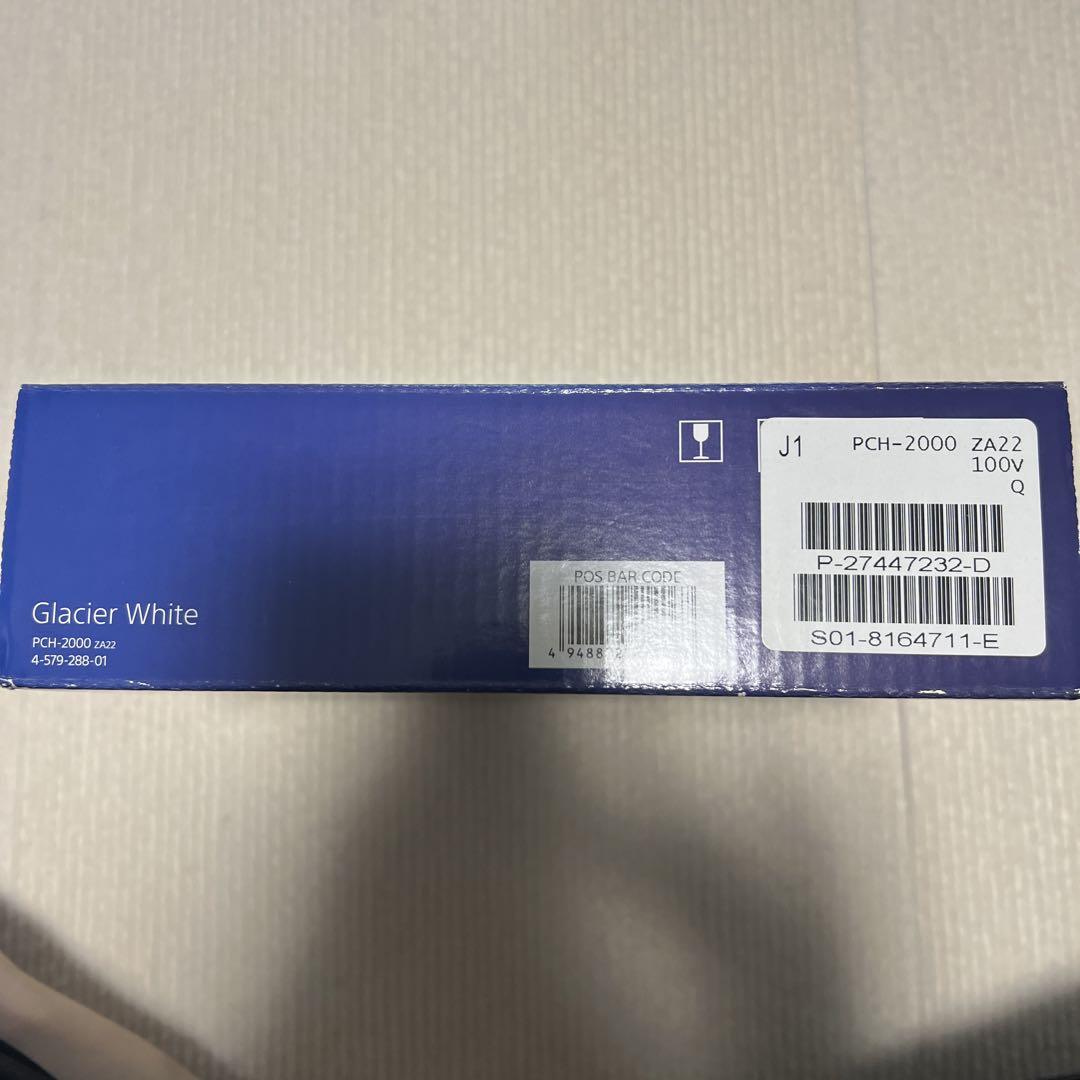 J1 PCH-2000 ZA22
100V
Q
P-27447232-D
S01-8164711-E
POS BAR CODE
Glacier White
PCH-2000 ZA22
4-579-288-01